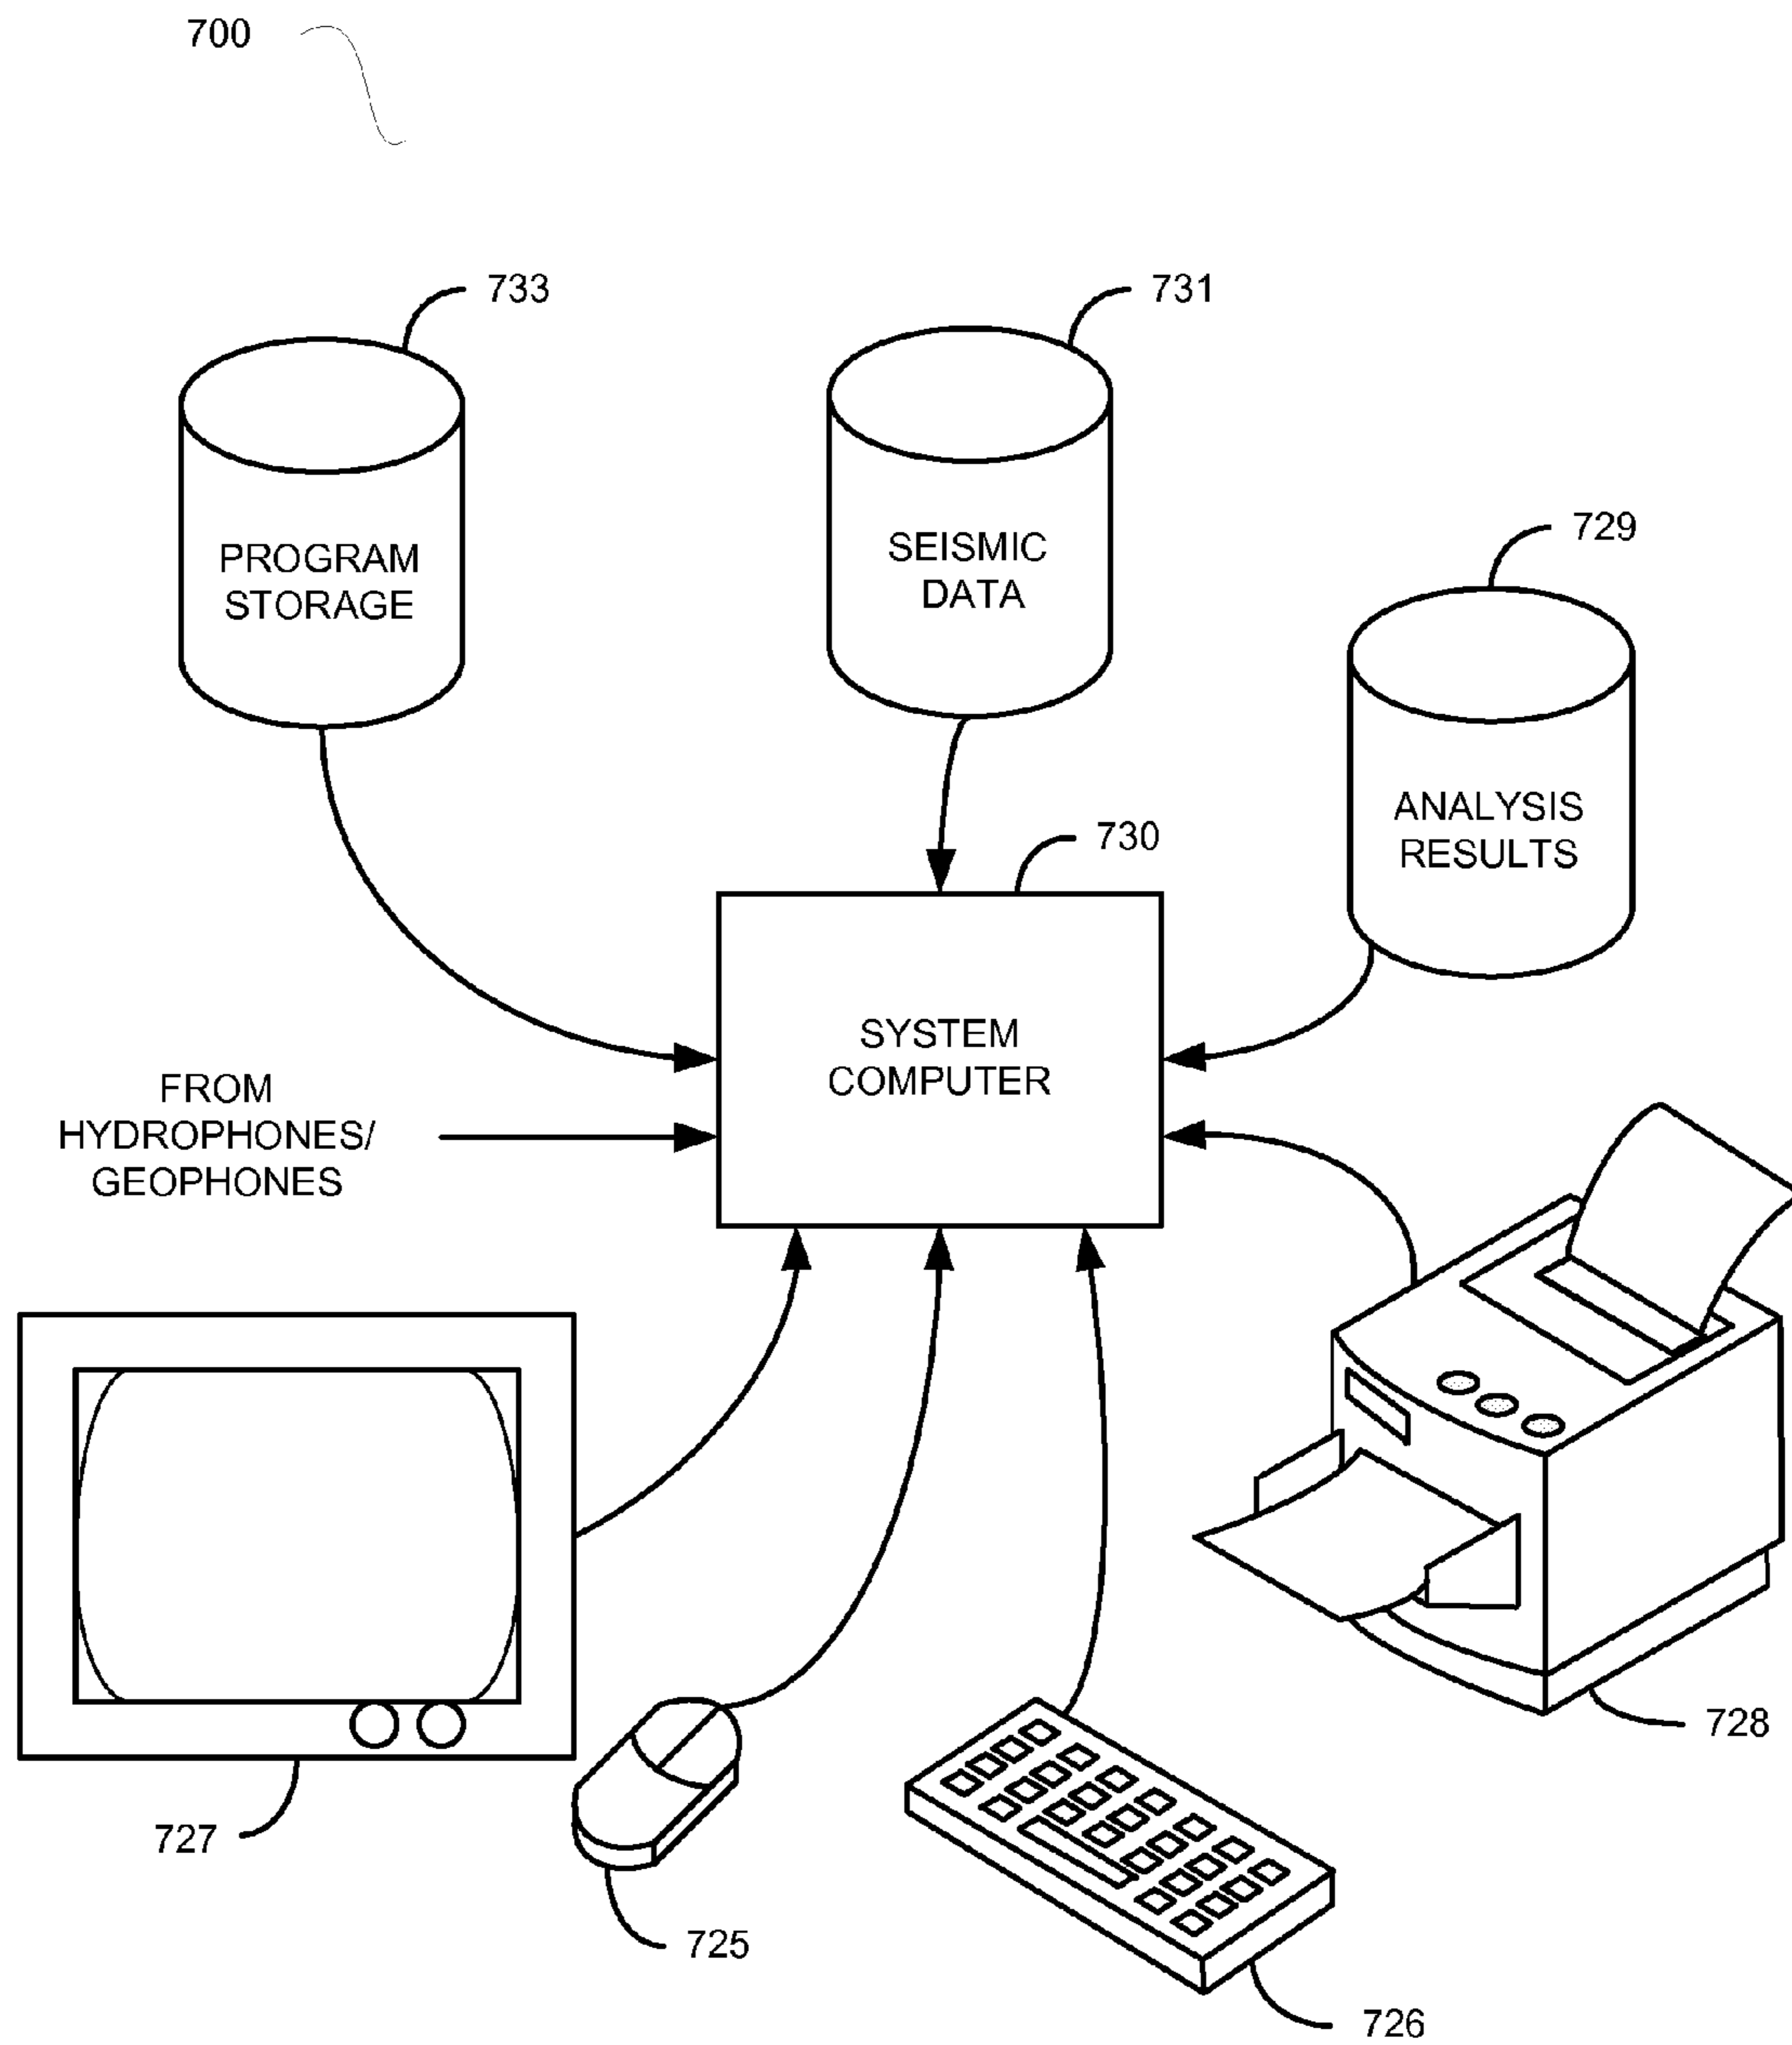 700
733
731
729
PROGRAM
STORAGE
SEISMIC
DATA
ANALYSIS
RESULTS
730
SYSTEM
COMPUTER
FROM
HYDROPHONES/
GEOPHONES
728
727
725
726